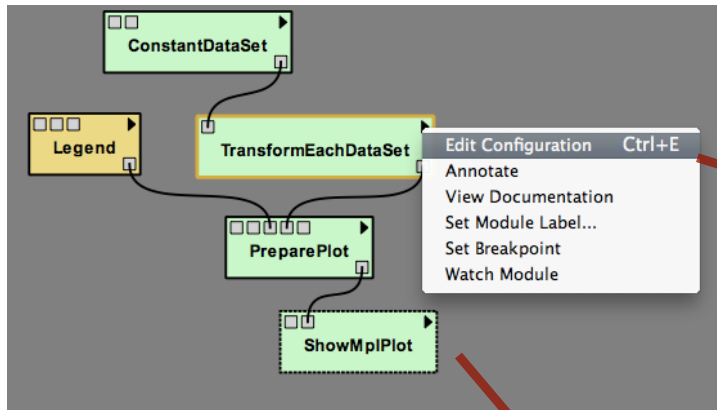 ConstantDataSet
Legend
TransformEachDataSet
Edit Configuration Ctrl+E
Annotate
View Documentation
Set Module Label...
Set Breakpoint
Watch Module
PreparePlot
ShowMplPlot